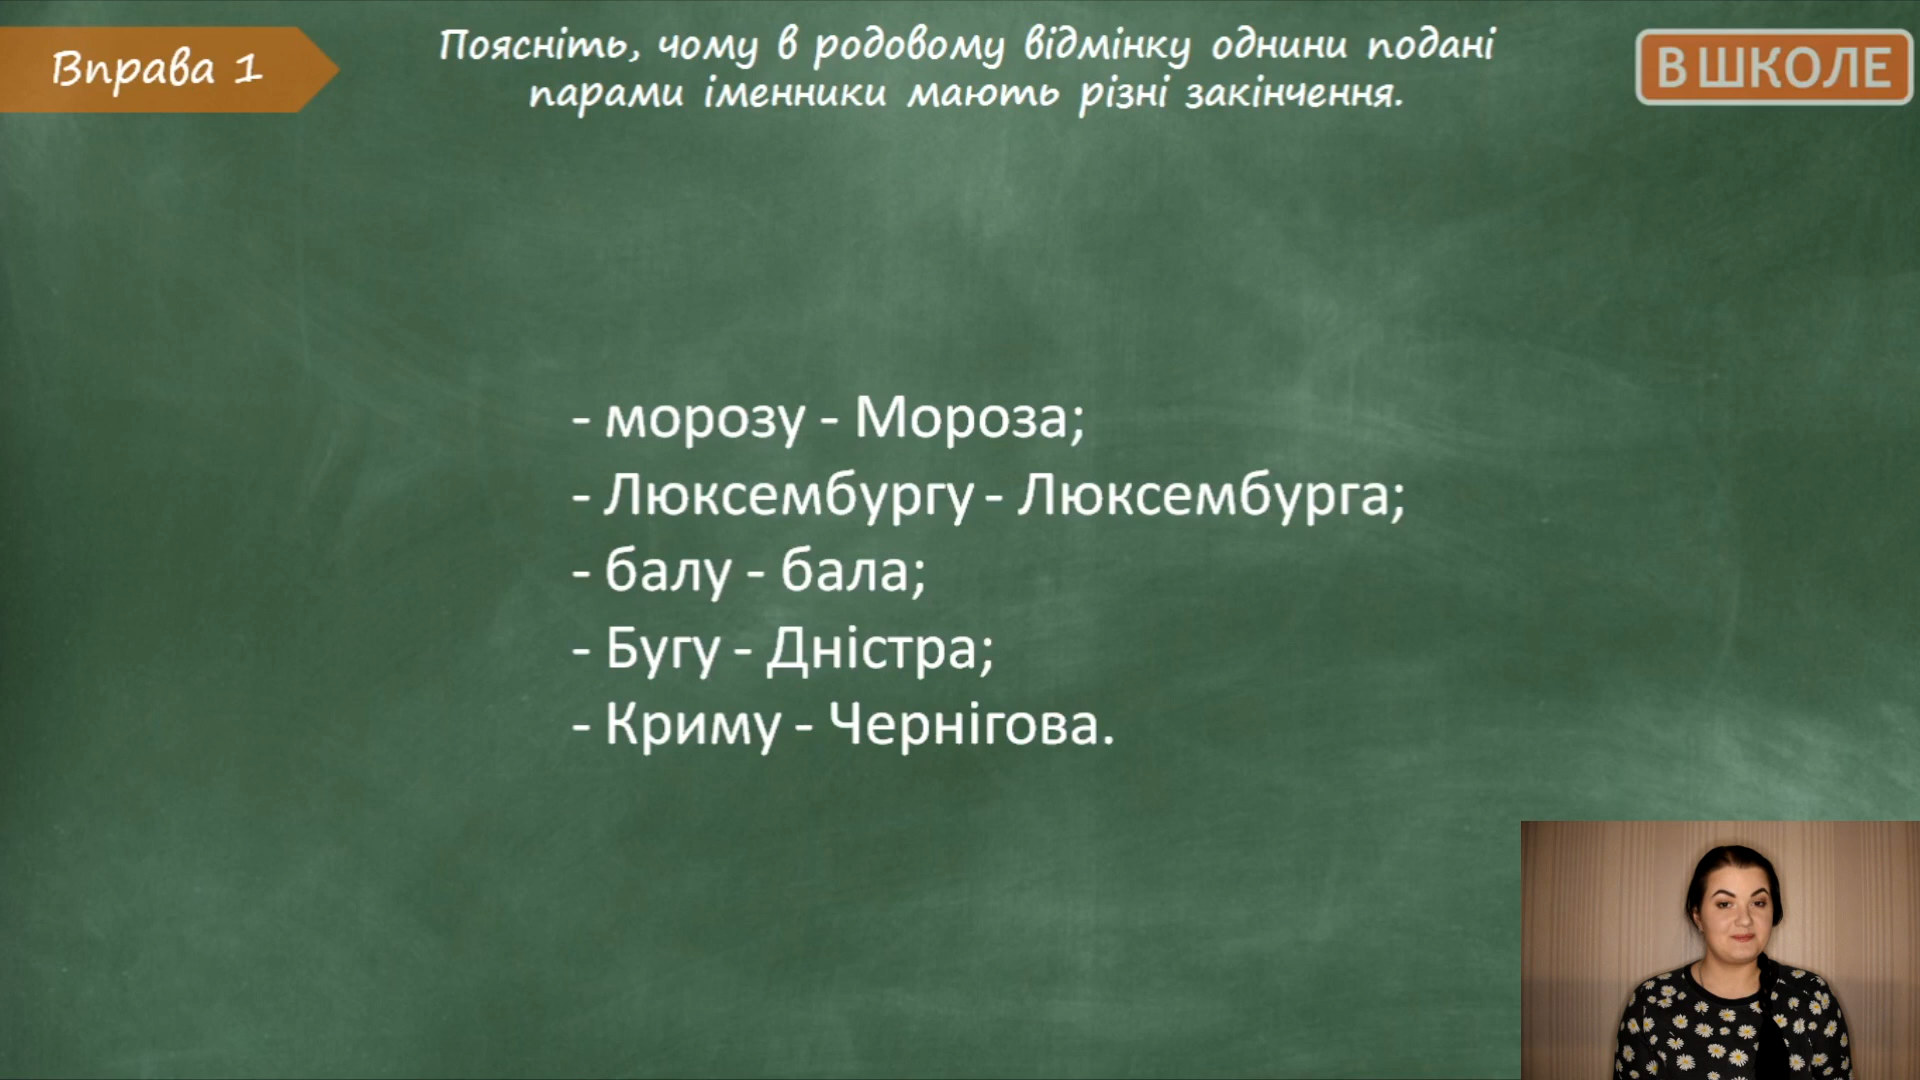 Вправа 1
Поясніть, чому в родовому відмінку однини подані
парами іменники мають різні закінчення.
В ШКОЛЕ
- морозу - Мороза;
- Люксембургу - Люксембурга;
- балу - бала;
- Бугу - Дністра;
- Криму - Чернігова.